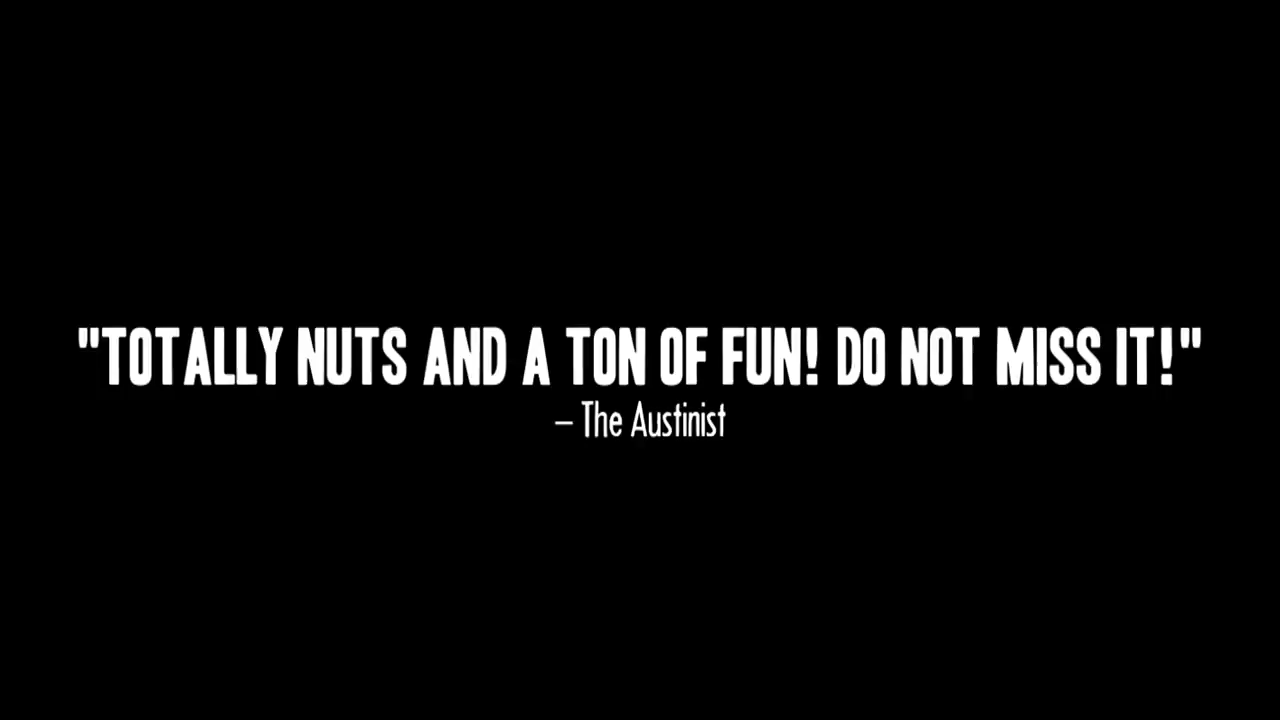 "TOTALLY NUTS AND A TON OF FUN! DO NOT MISS IT!"
– The Austinist